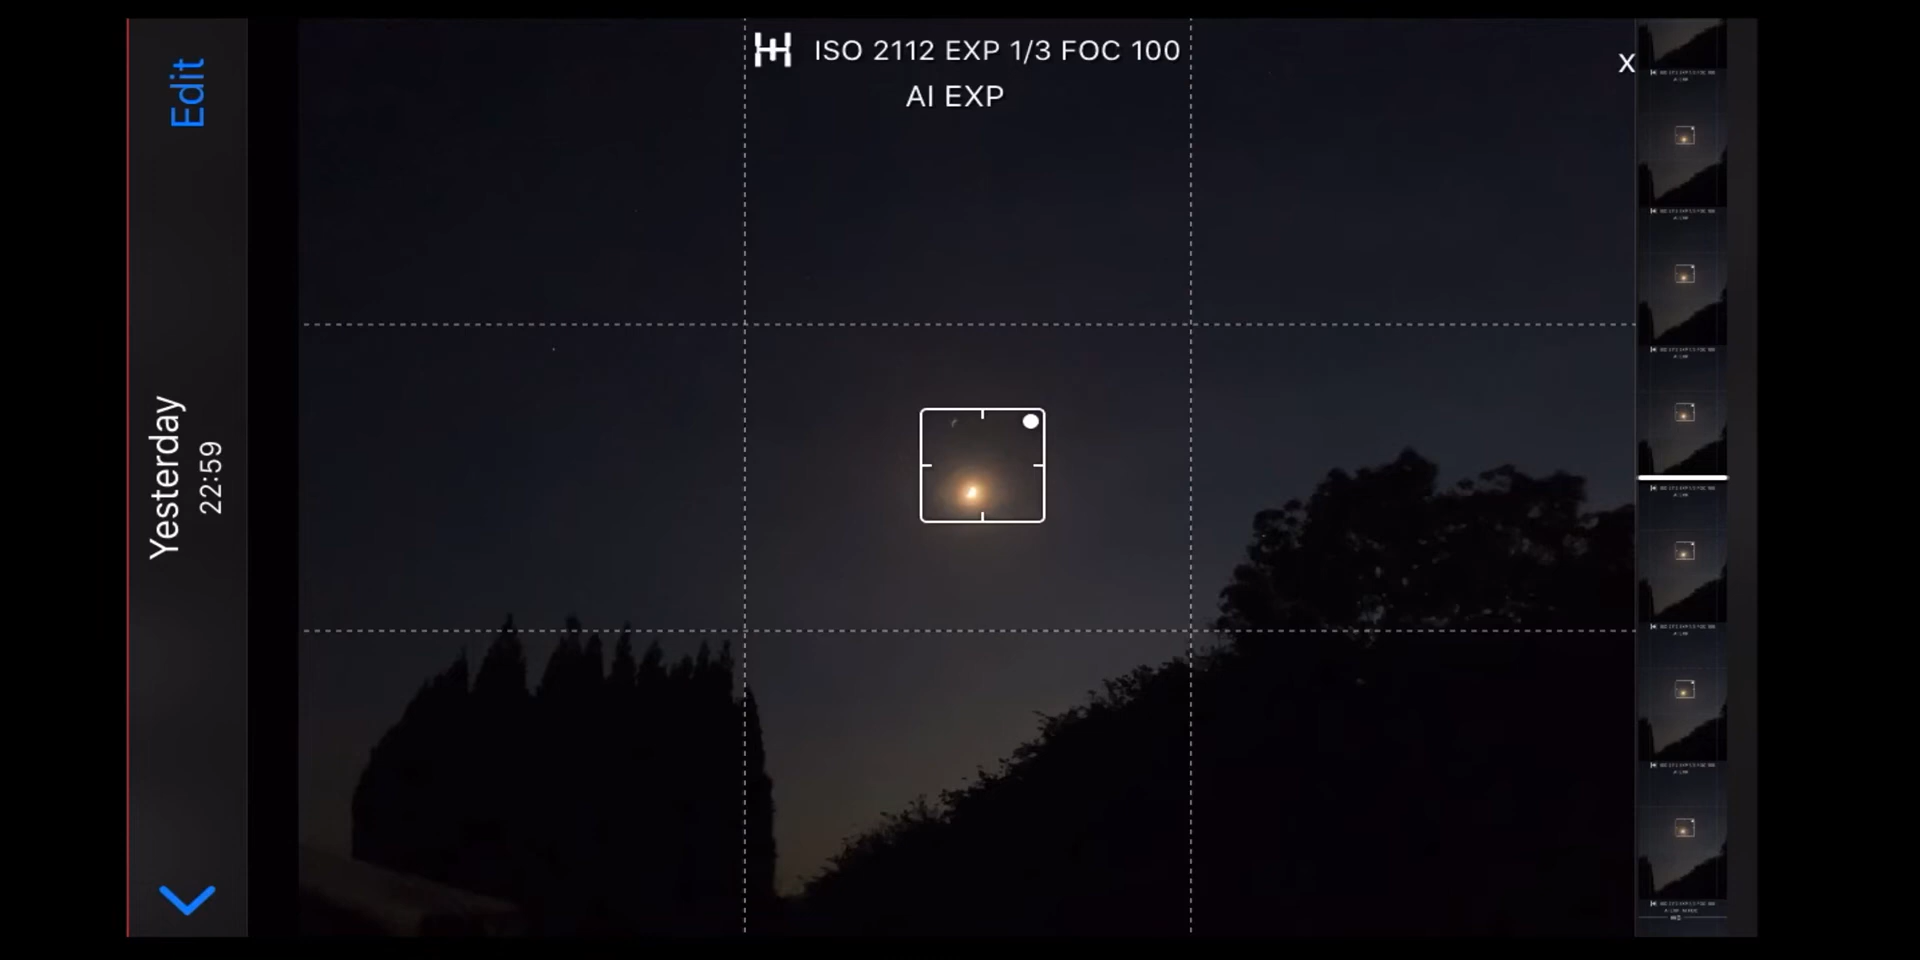 Edit
Yesterday
22:59
ISO 2112 EXP 1/3 FOC 100
AI EXP
X